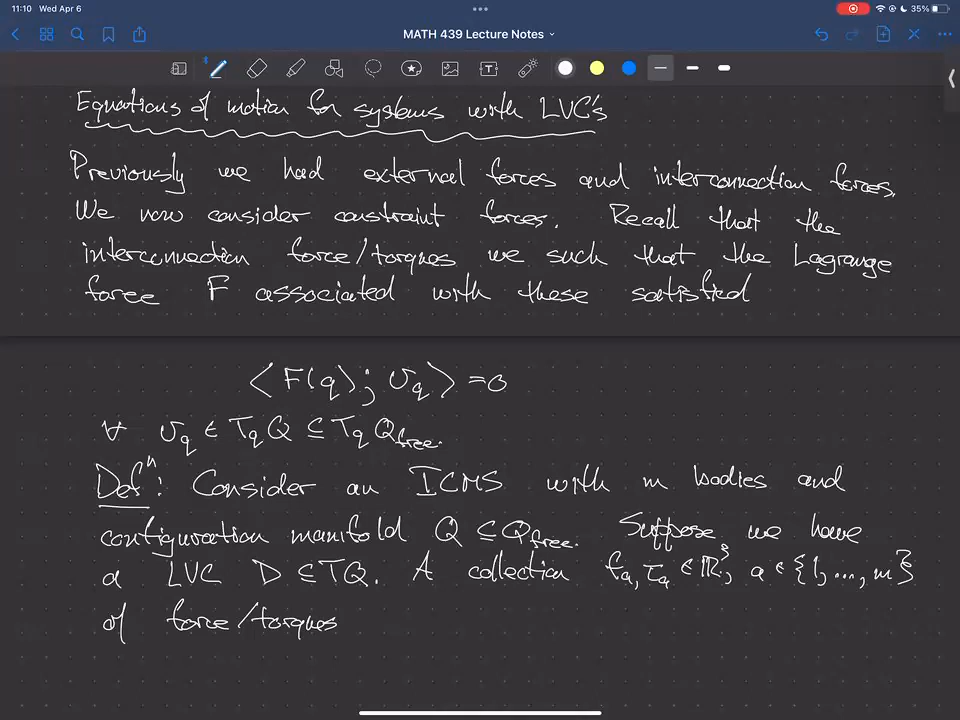 11:10 Wed Apr 6
35%
MATH 439 Lecture Notes
Equations of motion for systems with LVC's
Previously we had external forces and interconnection forces.
We now consider constraint forces. Recall that the
interconnection force/torques we such that the Lagrange
force F associated with these satisfied
⟨F(q); v_q⟩ = 0
∀ v_q ∈ T_q Q ⊆ T_q Q_free.
Defⁿ: Consider an ICMS with m bodies and
configuration manifold Q ⊆ Q_free. Suppose we have
a LVC D ⊆ TQ. A collection f_a, τ_a ∈ ℝ³, a ∈ {1, ..., m}
of force/torques